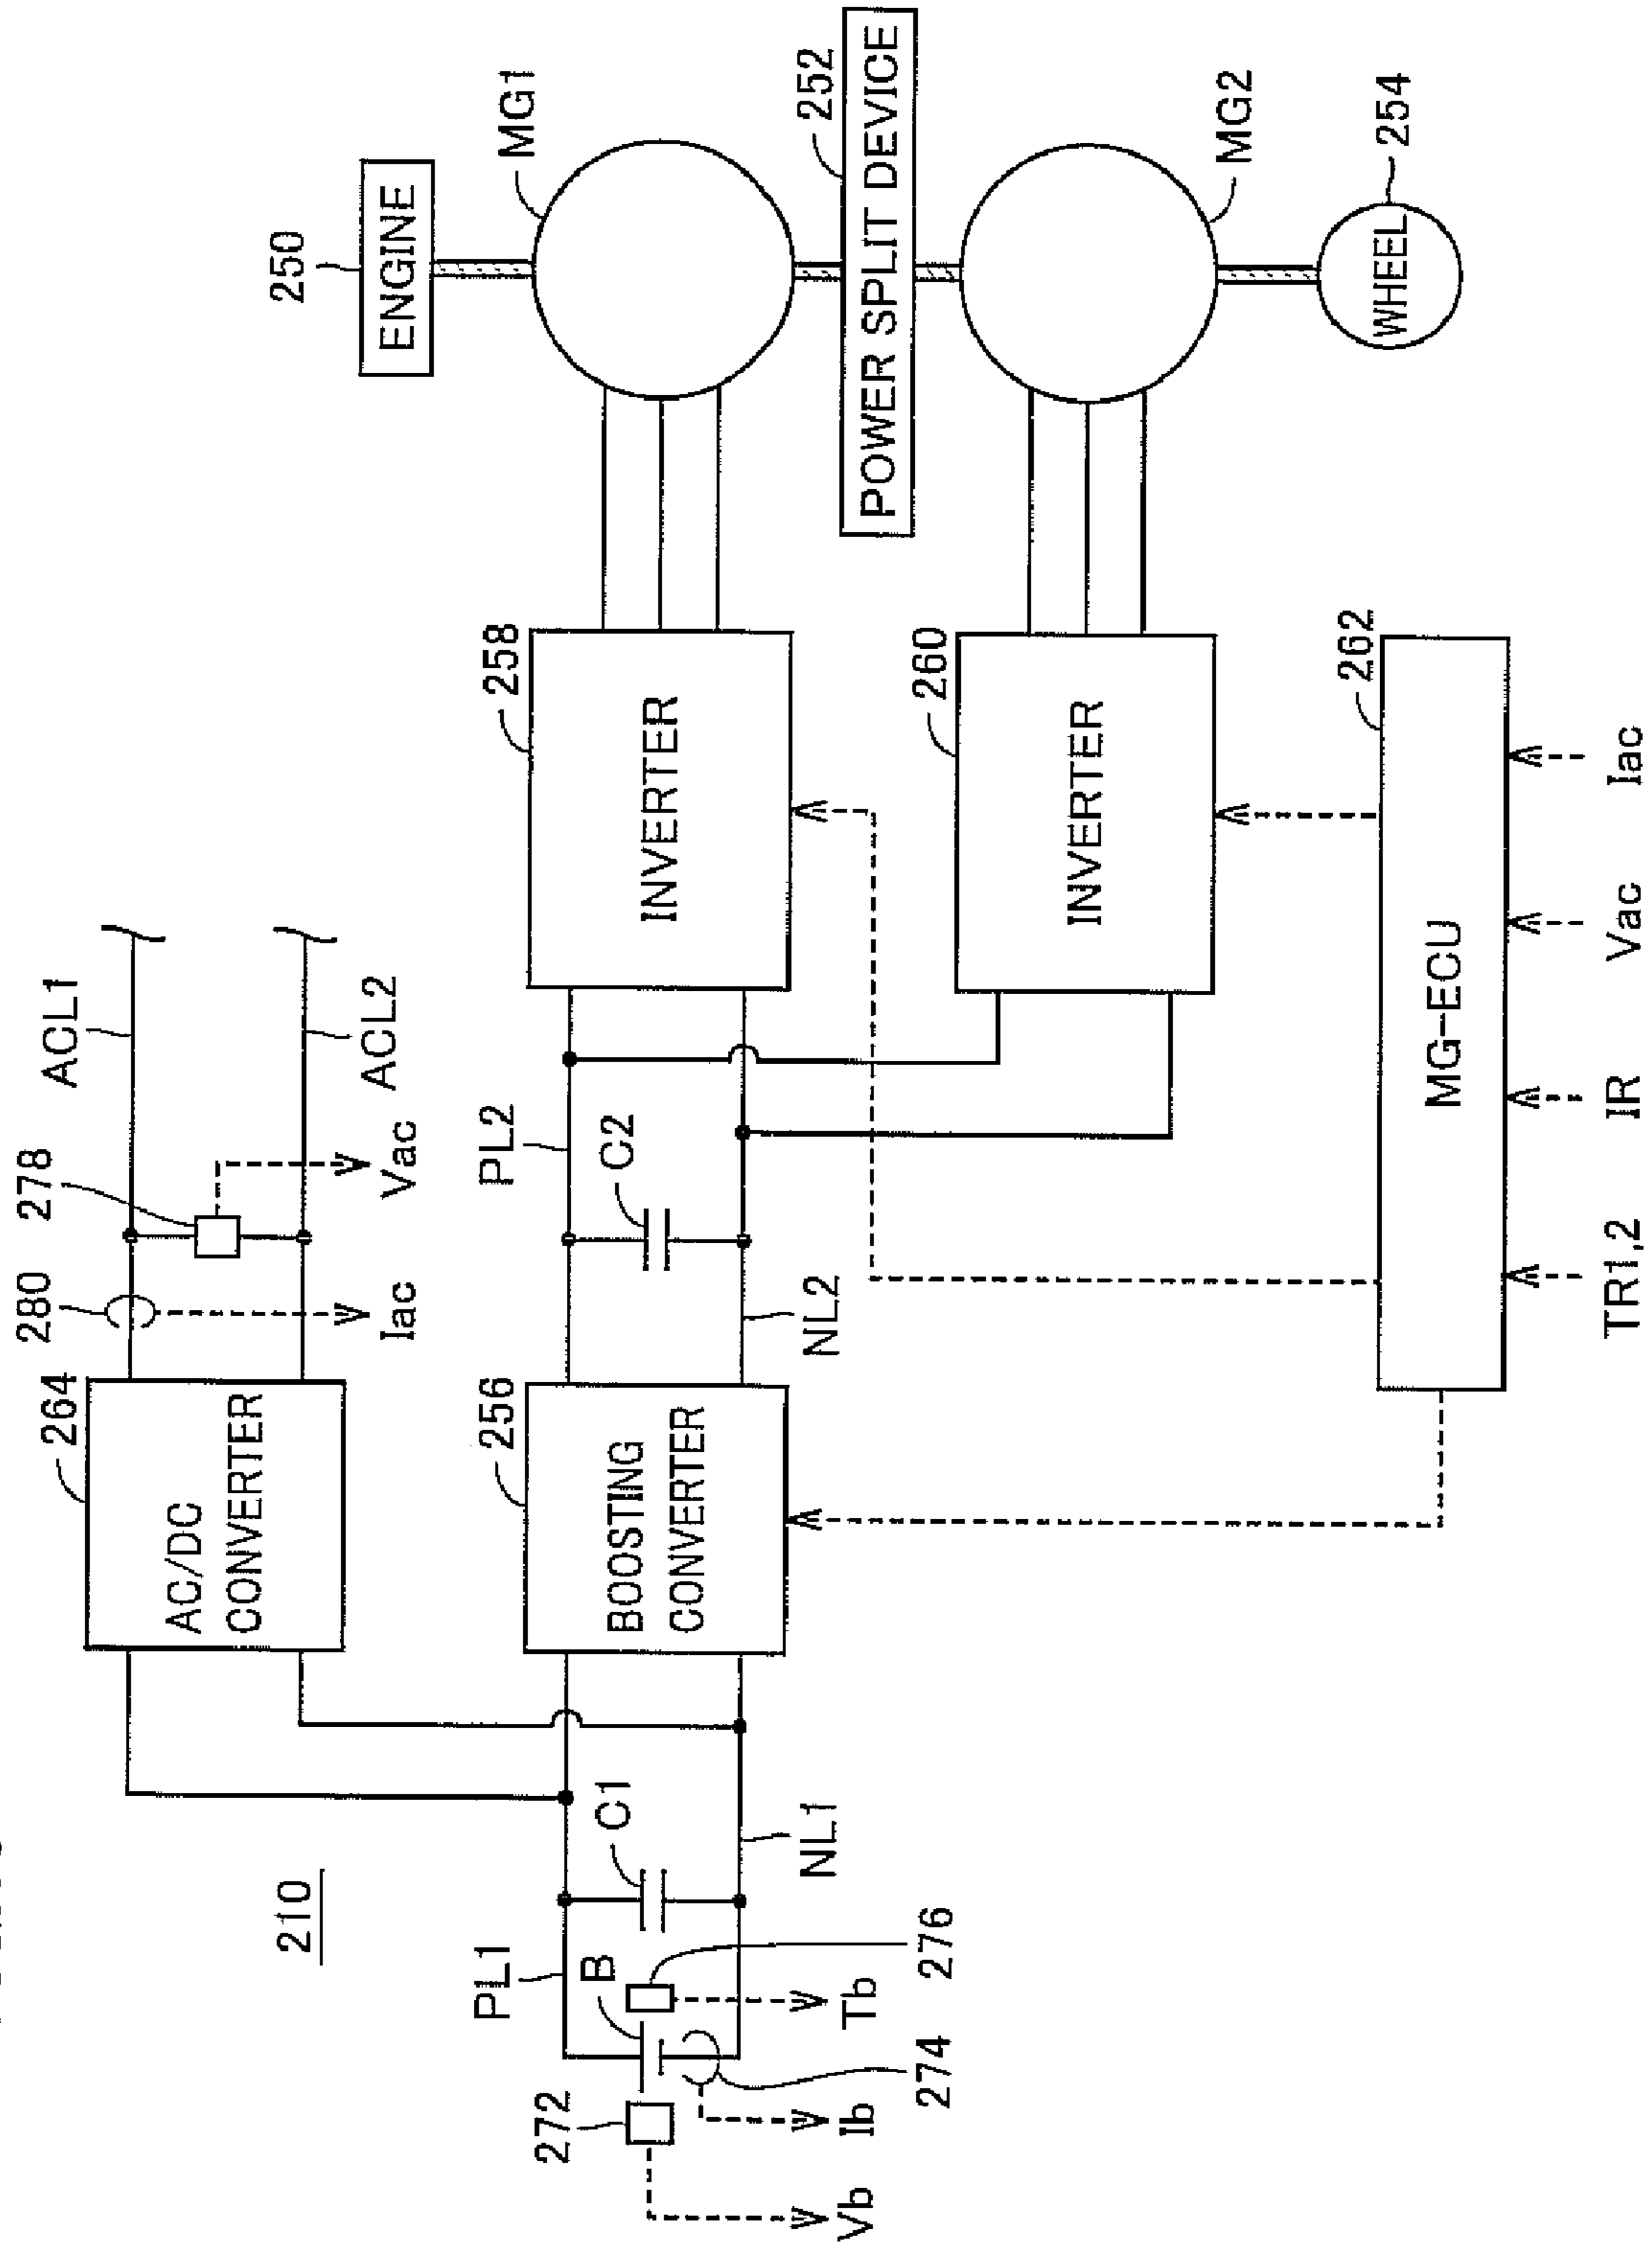 210
264
AC/DC
CONVERTER
280
Iac
278
Vac
ACL1
ACL2
250
ENGINE
MG1
252
POWER SPLIT DEVICE
MG2
WHEEL
254
272
Vb
Ib
274
Tb
276
PL1
B
C1
NL1
256
BOOSTING
CONVERTER
NL2
PL2
C2
258
INVERTER
260
INVERTER
262
MG-ECU
TR1,2
IR
Vac
Iac